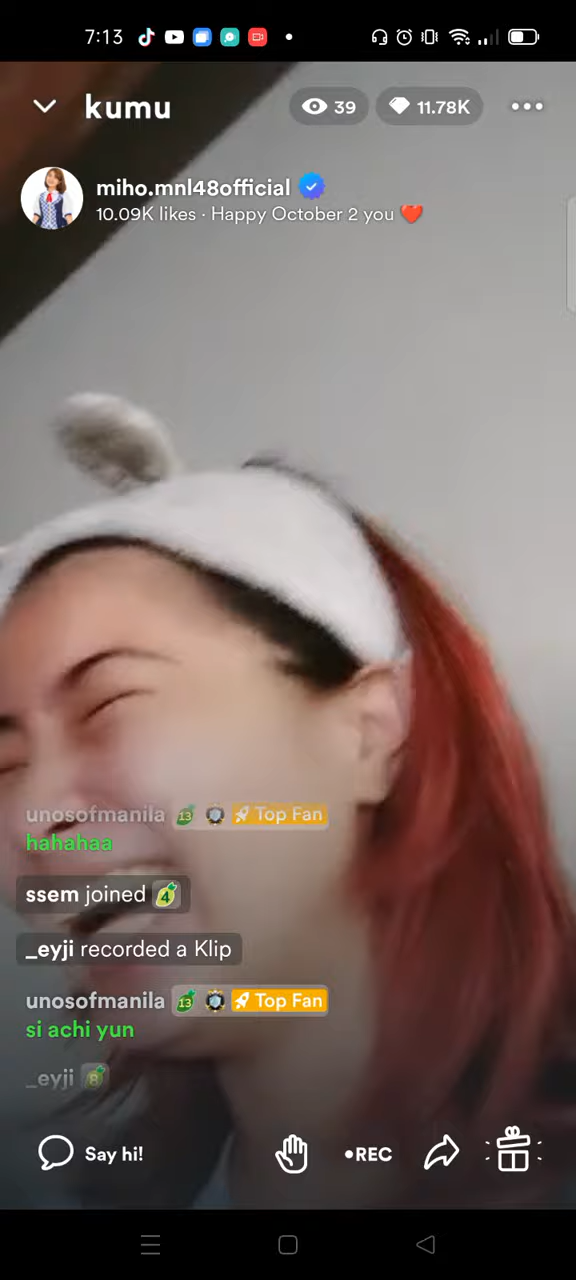 7:13
kumu
39
11.78K
miho.mnl48official
10.09K likes · Happy October 2 you ❤️
unosofmanila 13 Top Fan
hahahaa
ssem joined 4
_eyji recorded a Klip
unosofmanila 13 Top Fan
si achi yun
_eyji 8
Say hi!
•REC